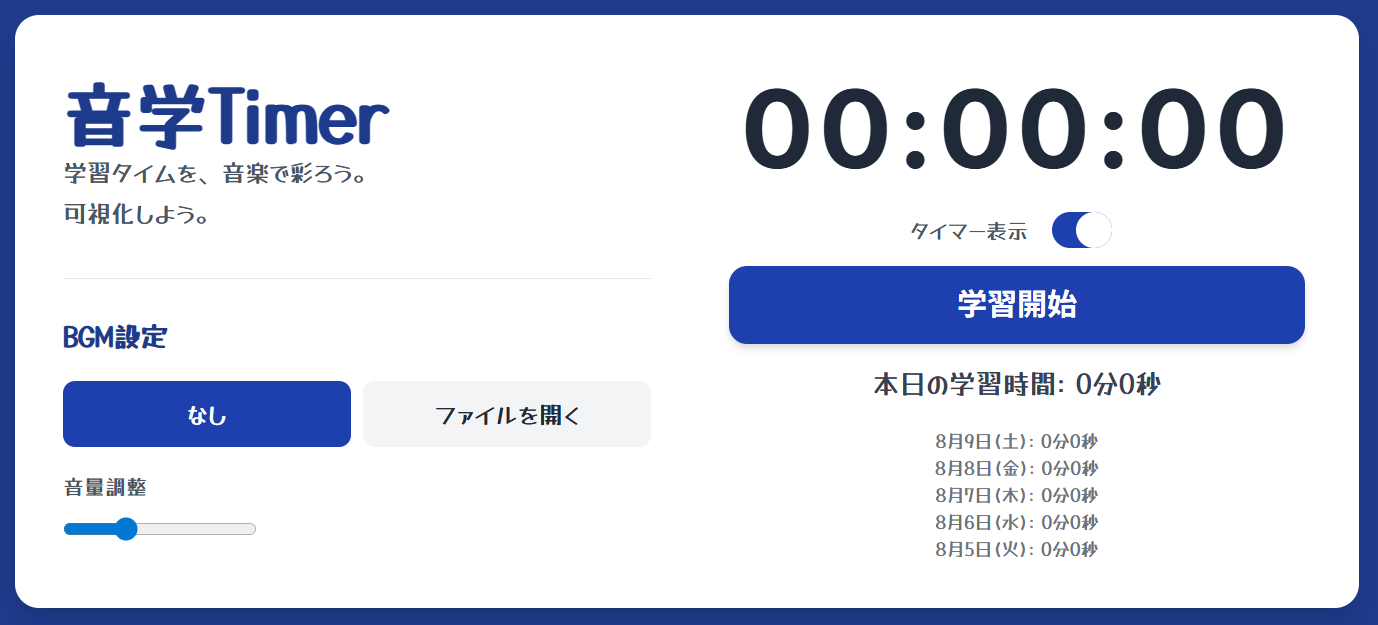 音学Timer
学習タイムを、音楽で彩ろう。
可視化しよう。
BGM設定
なし
ファイルを開く
音量調整
00:00:00
タイマー表示
学習開始
本日の学習時間: 0分0秒
8月9日(土): 0分0秒
8月8日(金): 0分0秒
8月7日(木): 0分0秒
8月6日(水): 0分0秒
8月5日(火): 0分0秒